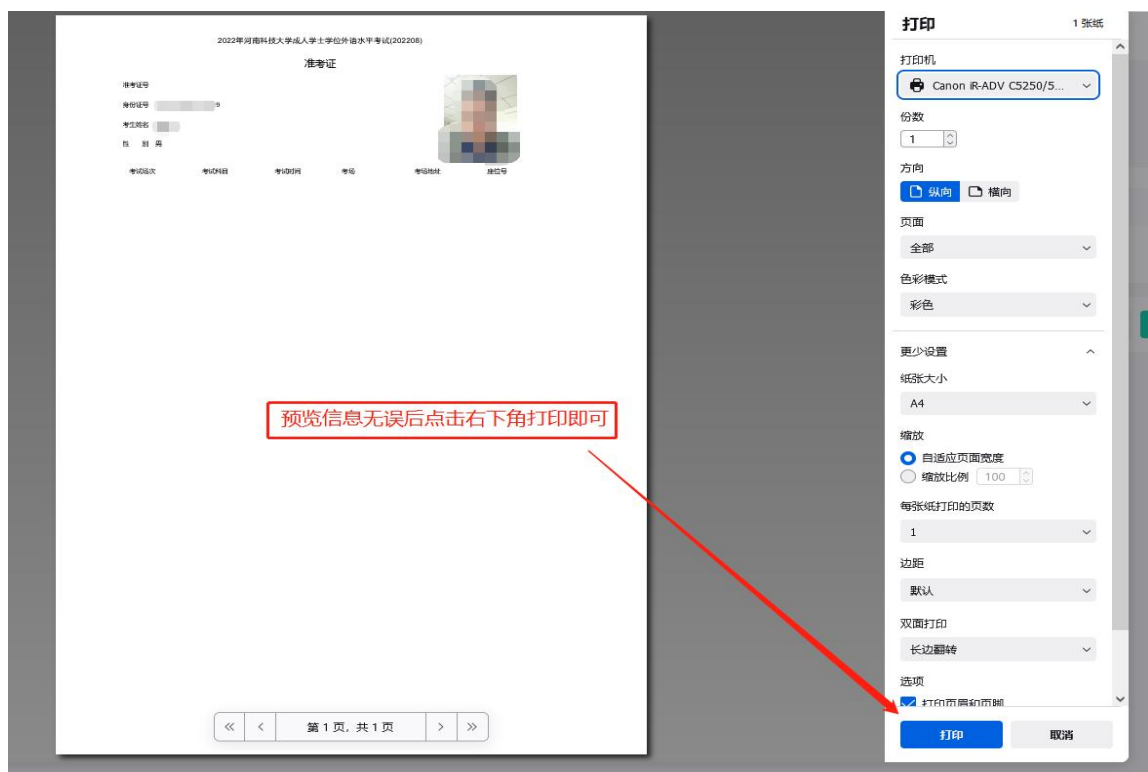 2022年河南科技大学成人学士学位外语水平考试(202208)
准考证
准考证号
身份证号 9
考生姓名
性 别 男
考试场次 考试科目 考试时间 考场 考场地址 座位号
预览信息无误后点击右下角打印即可
第 1 页, 共 1 页
打印 1 张纸
打印机
Canon iR-ADV C5250/5...
份数
1
方向
纵向 横向
页面
全部
色彩模式
彩色
更少设置
纸张大小
A4
缩放
自适应页面宽度
缩放比例 100
每张纸打印的页数
1
边距
默认
双面打印
长边翻转
选项
打印页眉和页脚
打印 取消